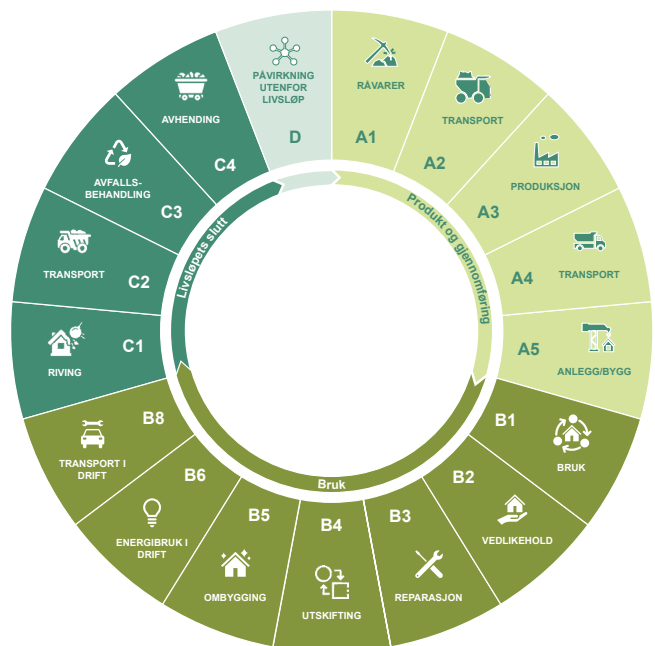 RÅVARER
A1
TRANSPORT
A2
PRODUKSJON
A3
TRANSPORT
A4
ANLEGG/BYGG
A5
BRUK
B1
VEDLIKEHOLD
B2
REPARASJON
B3
UTSKIFTING
B4
OMBYGGING
B5
ENERGIBRUK I
DRIFT
B6
TRANSPORT I
DRIFT
B8
RIVING
C1
TRANSPORT
C2
AVFALLS-
BEHANDLING
C3
AVHENDING
C4
PÅVIRKNING
UTENFOR
LIVSLØP
D
Produkt og gjennomføring
Bruk
Livsløpets slutt